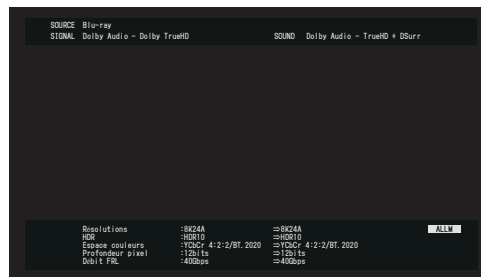 SOURCE Blu-ray
SIGNAL Dolby Audio - Dolby TrueHD SOUND Dolby Audio - TrueHD + DSurr
Résolutions :8K24A ⇒8K24A ALLM
HDR :HDR10 ⇒HDR10
Espace couleurs :YCbCr 4:2:2/BT.2020 ⇒YCbCr 4:2:2/BT.2020
Profondeur pixel :12bits ⇒12bits
Débit FRL :40Gbps ⇒40Gbps